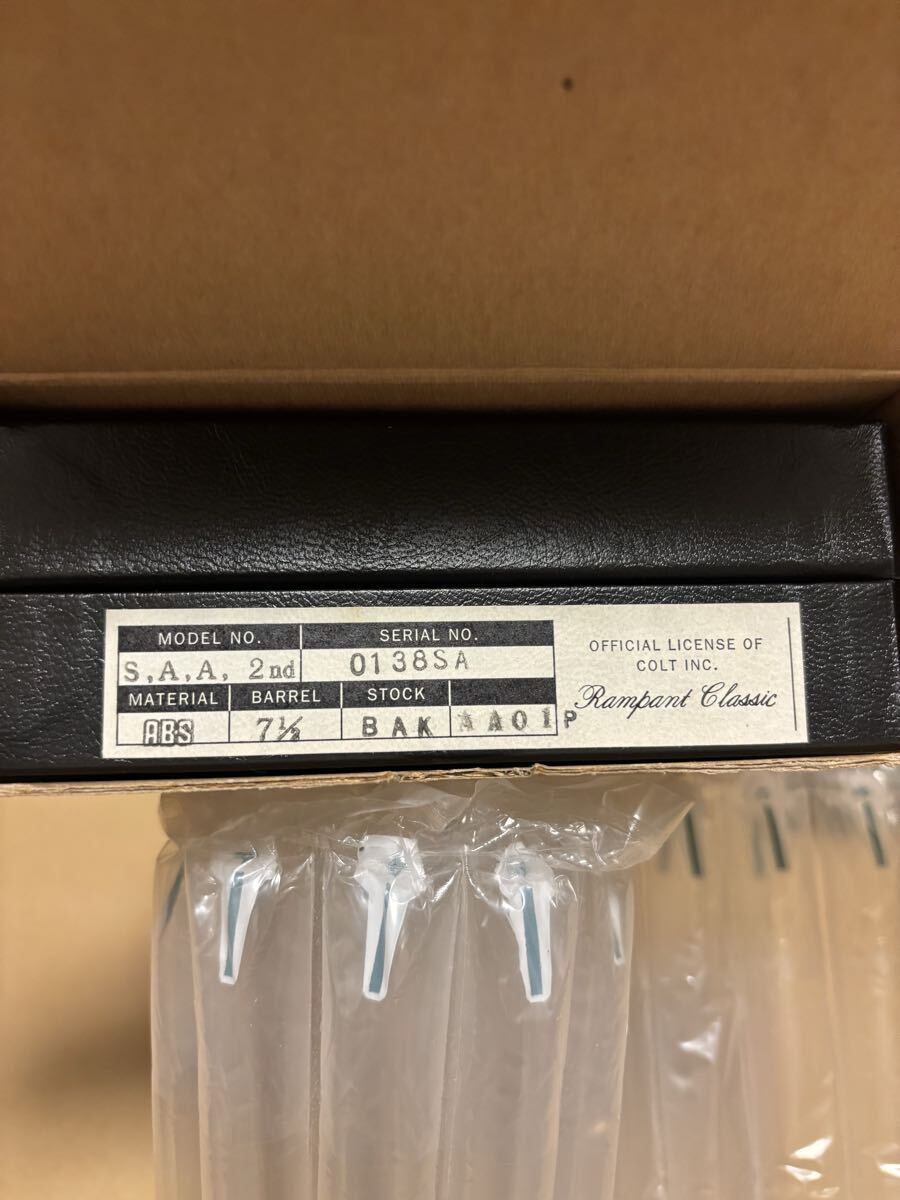 MODEL NO. SERIAL NO.
S,A,A, 2nd 0138SA
MATERIAL BARREL STOCK
ABS 7½ BAK AA01P
OFFICIAL LICENSE OF
COLT INC.
Rampant Classic